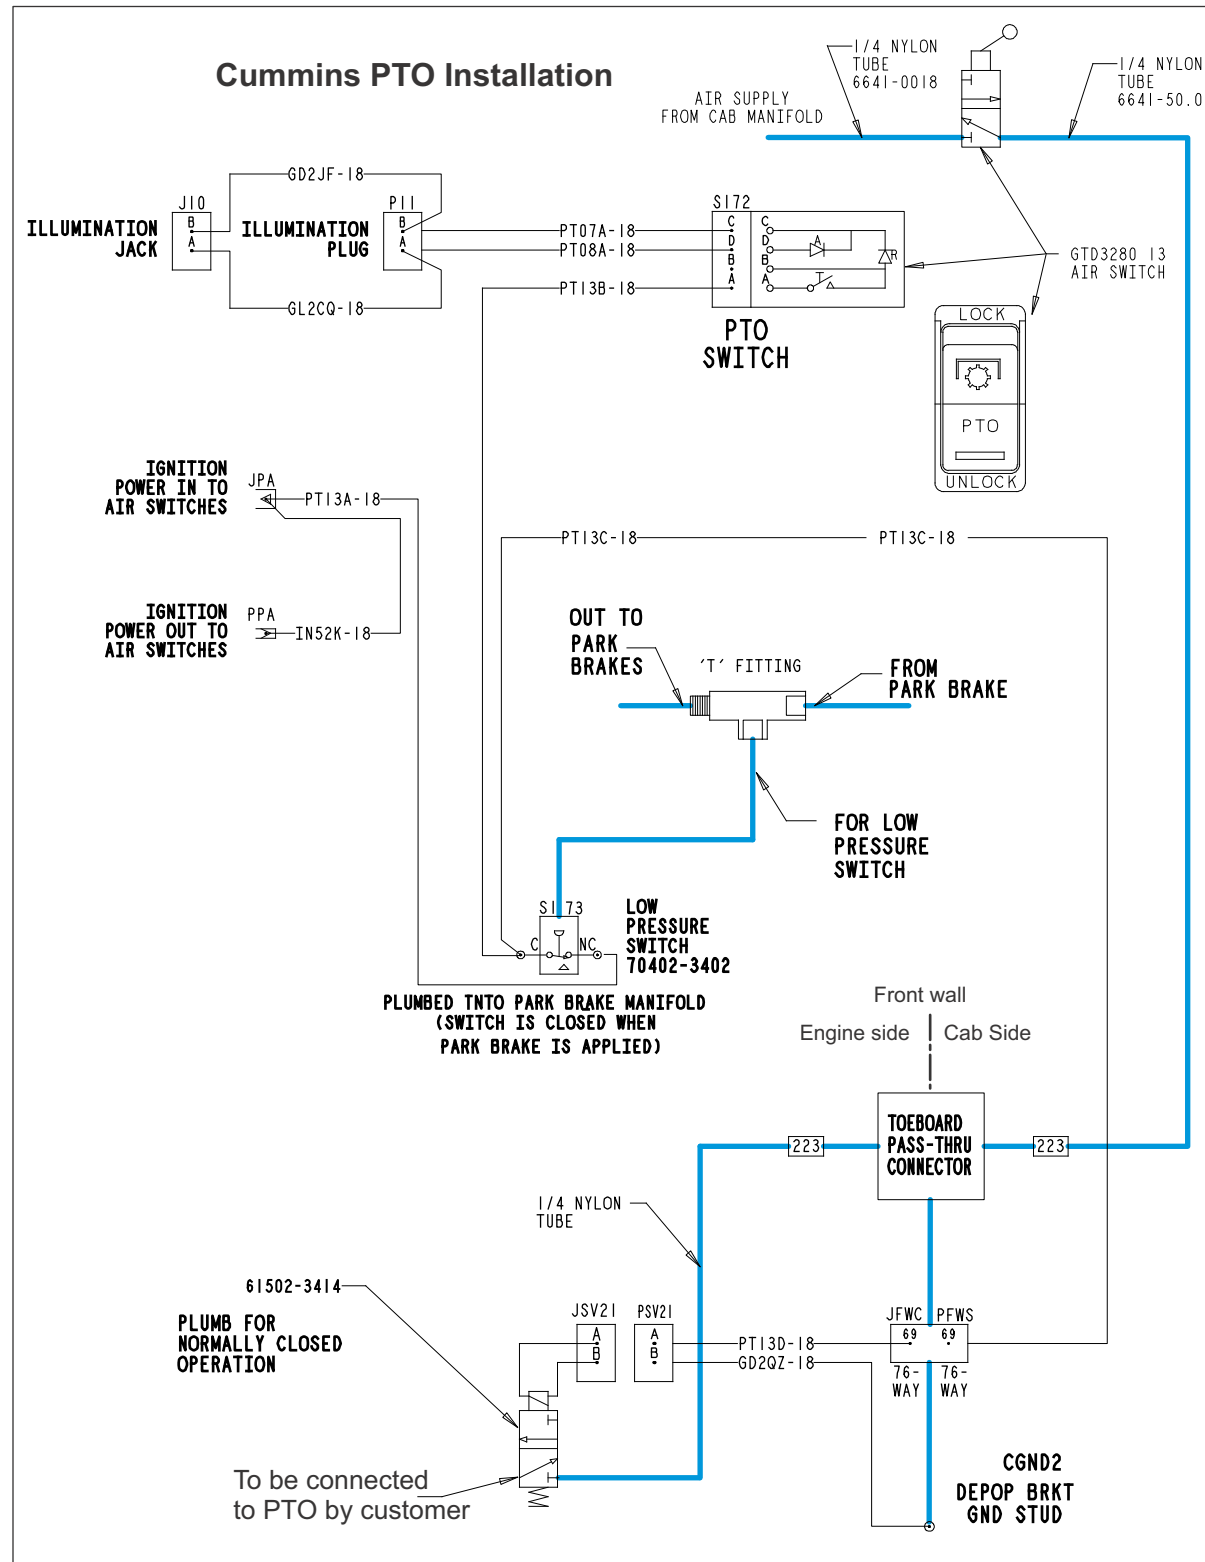 Cummins PTO Installation
1/4 NYLON
TUBE
6641-0018
1/4 NYLON
TUBE
6641-50.0
AIR SUPPLY
FROM CAB MANIFOLD
GD2JF-18
J10
B
A
ILLUMINATION
JACK
P11
B
A
ILLUMINATION
PLUG
GL2CQ-18
PT07A-18
PT08A-18
PT13B-18
S172
C
D
B
A
C
D
B
A
A
R
T
PTO
SWITCH
GTD3280 13
AIR SWITCH
LOCK
PTO
UNLOCK
IGNITION
POWER IN TO
AIR SWITCHES
JPA
PT13A-18
IGNITION
POWER OUT TO
AIR SWITCHES
PPA
IN52K-18
PT13C-18
PT13C-18
OUT TO
PARK
BRAKES
'T' FITTING
FROM
PARK BRAKE
FOR LOW
PRESSURE
SWITCH
S173
C
NC
LOW
PRESSURE
SWITCH
70402-3402
PLUMBED TNTO PARK BRAKE MANIFOLD
(SWITCH IS CLOSED WHEN
PARK BRAKE IS APPLIED)
Front wall
Engine side
Cab Side
TOEBOARD
PASS-THRU
CONNECTOR
223
223
1/4 NYLON
TUBE
61502-3414
PLUMB FOR
NORMALLY CLOSED
OPERATION
JSV21
A
B
PSV21
A
B
PT13D-18
GD2QZ-18
JFWC
PFWS
69
69
76-
WAY
76-
WAY
To be connected
to PTO by customer
CGND2
DEPOP BRKT
GND STUD